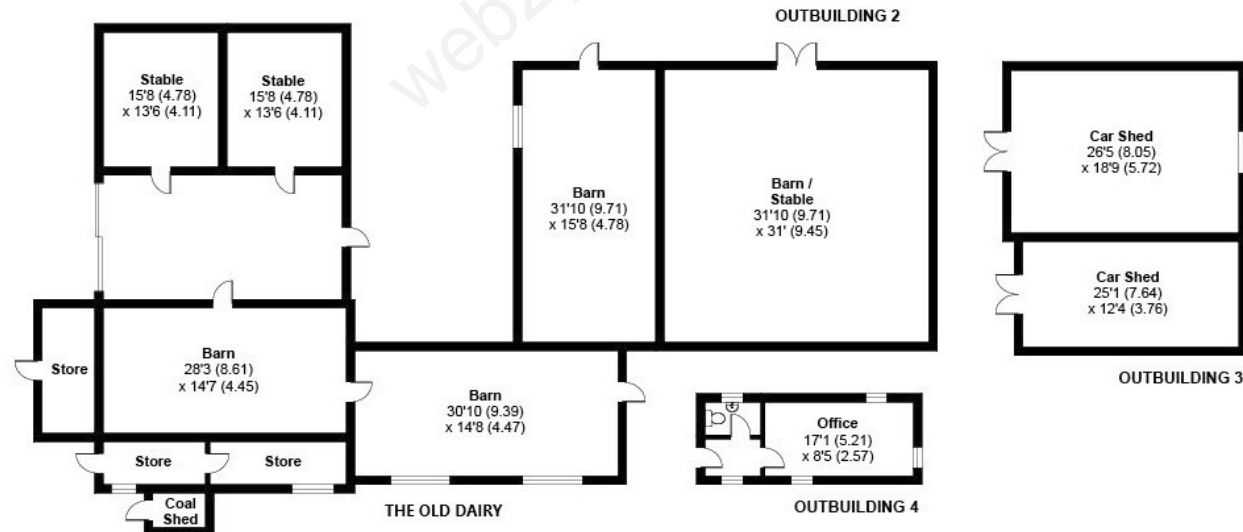 OUTBUILDING 2
Stable
15'8 (4.78)
x 13'6 (4.11)
Stable
15'8 (4.78)
x 13'6 (4.11)
Barn
31'10 (9.71)
x 15'8 (4.78)
Barn /
Stable
31'10 (9.71)
x 31' (9.45)
Car Shed
26'5 (8.05)
x 18'9 (5.72)
Car Shed
25'1 (7.64)
x 12'4 (3.76)
OUTBUILDING 3
Store
Barn
28'3 (8.61)
x 14'7 (4.45)
Barn
30'10 (9.39)
x 14'8 (4.47)
Office
17'1 (5.21)
x 8'5 (2.57)
OUTBUILDING 4
Store
Store
Coal
Shed
THE OLD DAIRY